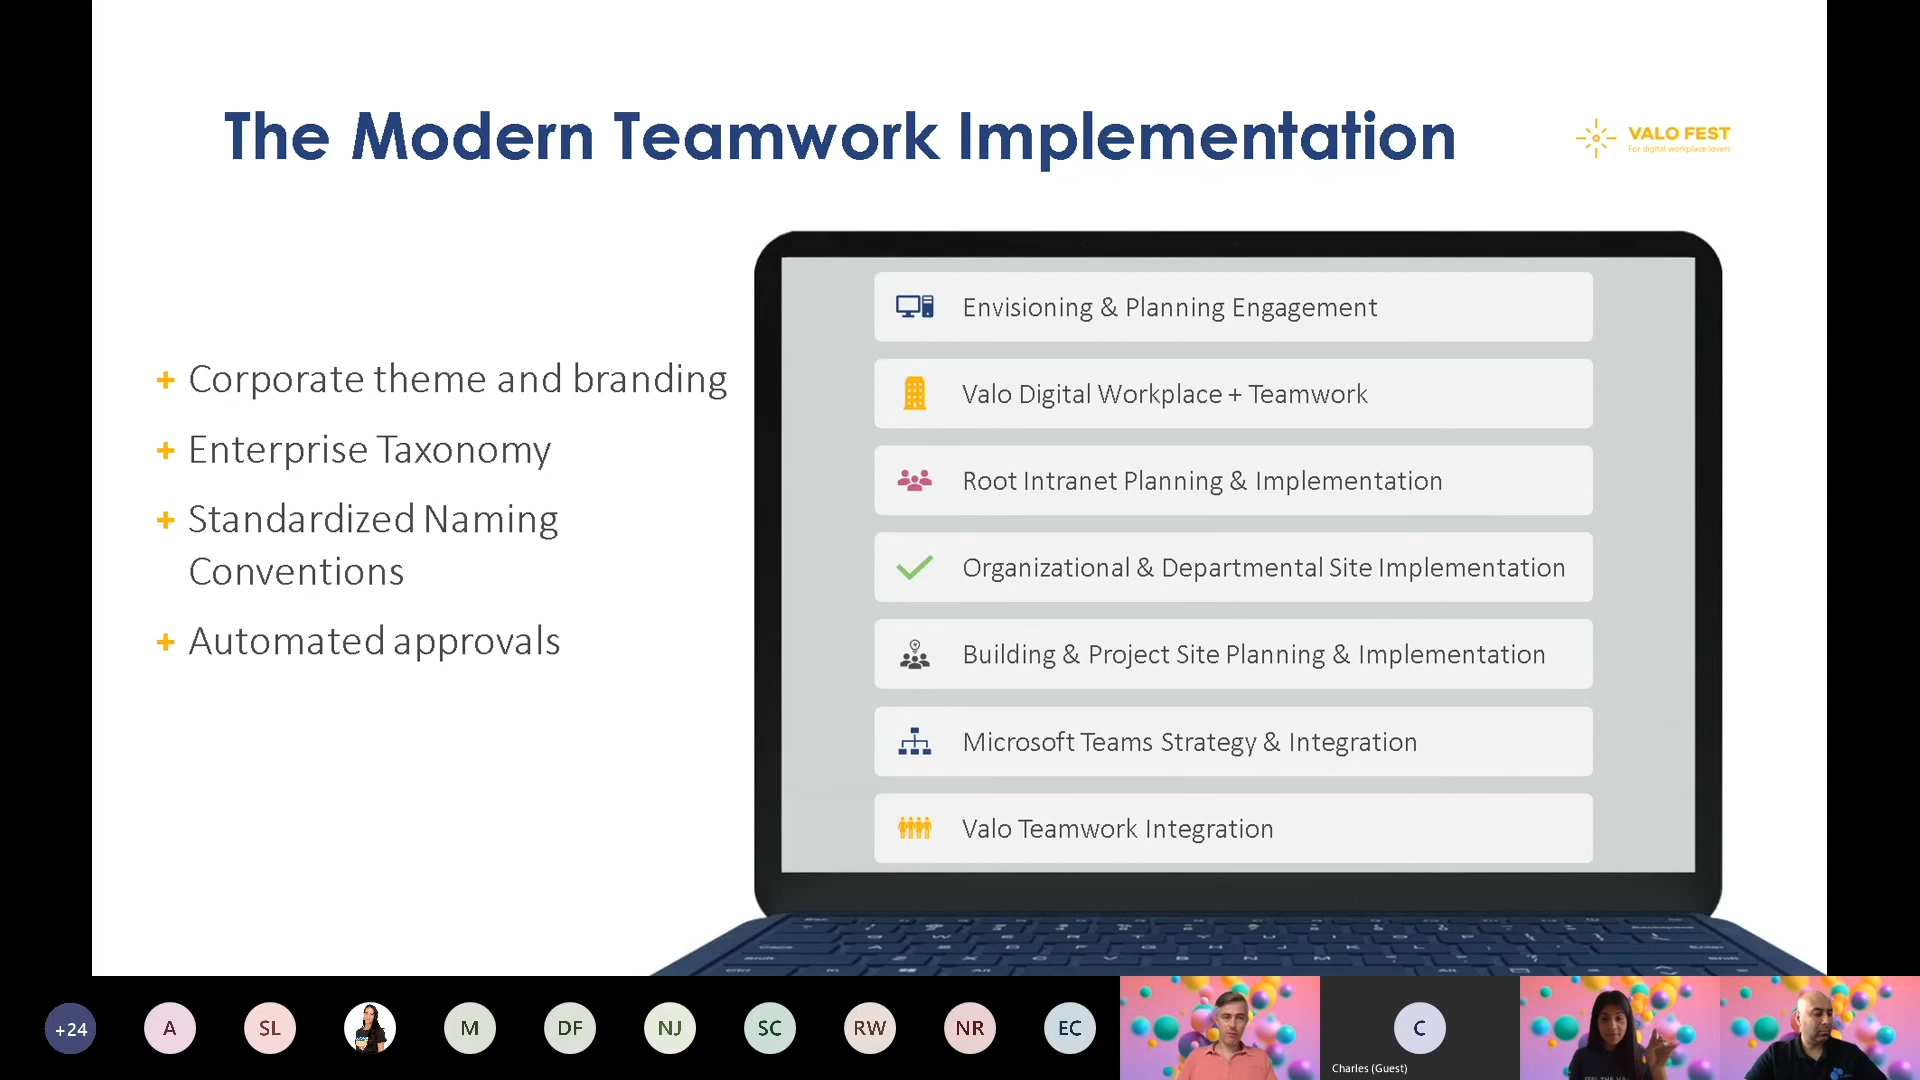 The Modern Teamwork Implementation
VALO FEST
For digital workplace lovers
+ Corporate theme and branding
+ Enterprise Taxonomy
+ Standardized Naming
Conventions
+ Automated approvals
Envisioning & Planning Engagement
Valo Digital Workplace + Teamwork
Root Intranet Planning & Implementation
Organizational & Departmental Site Implementation
Building & Project Site Planning & Implementation
Microsoft Teams Strategy & Integration
Valo Teamwork Integration
+24
A
SL
M
DF
NJ
SC
RW
NR
EC
C
Charles (Guest)